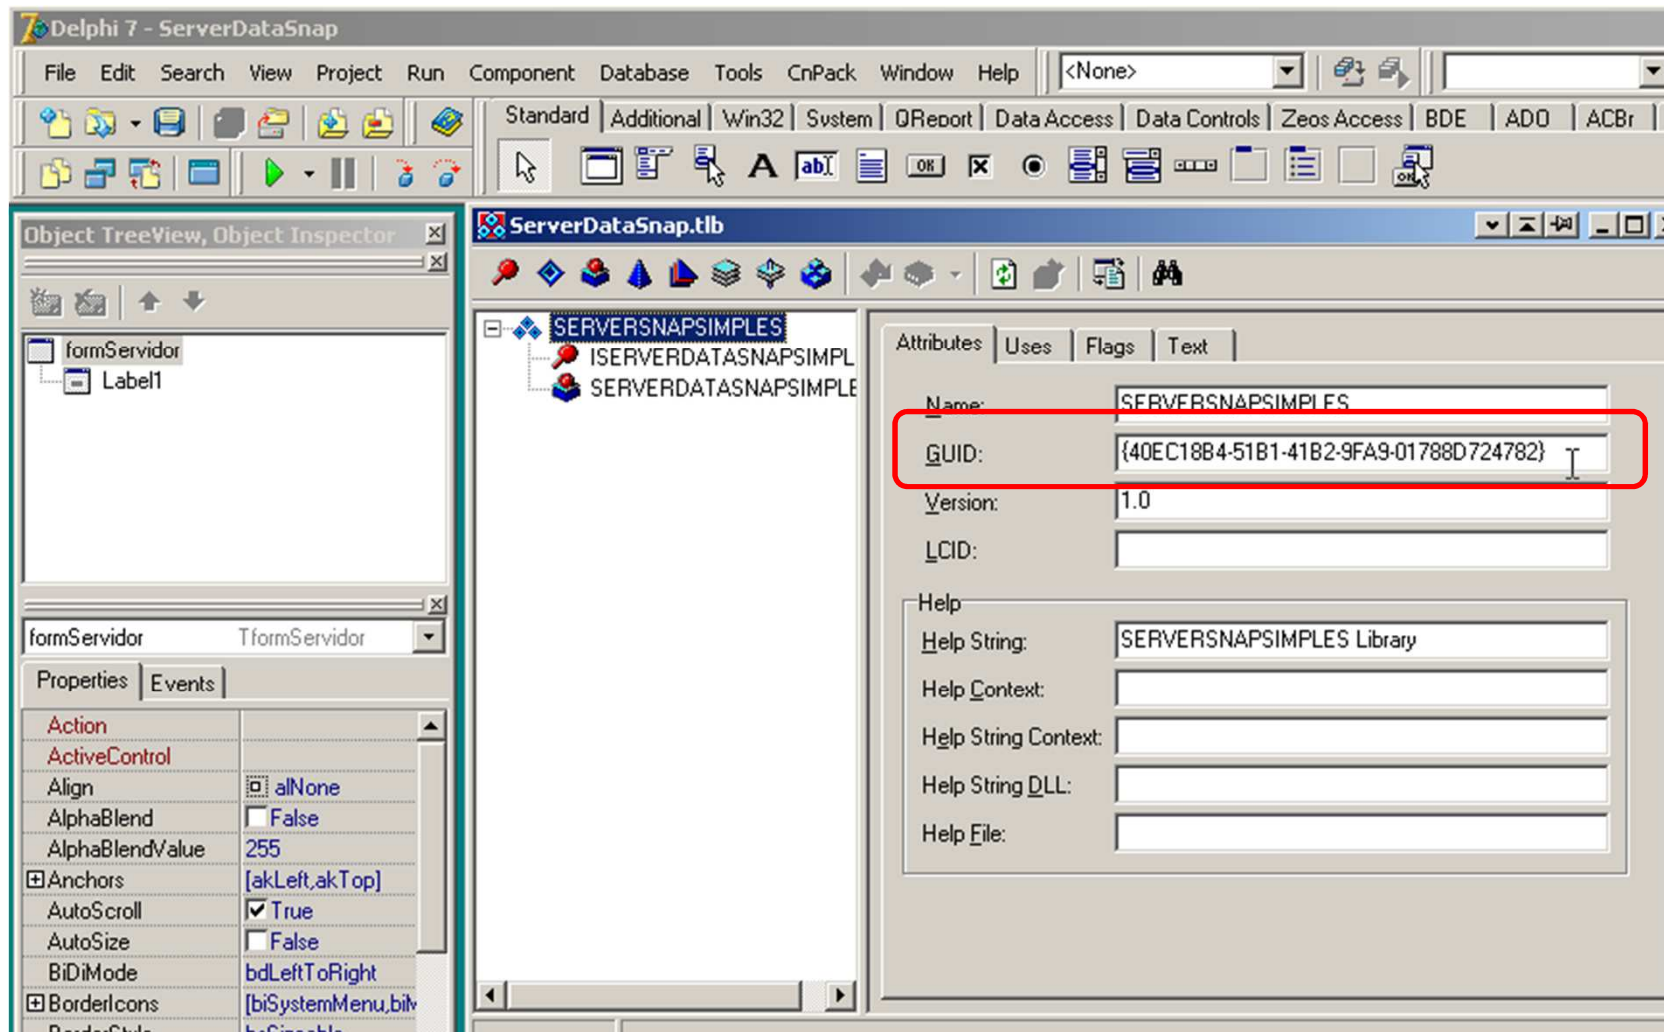 Delphi 7 - ServerDataSnap
File Edit Search View Project Run Component Database Tools CnPack Window Help <None>
Standard Additional Win32 System QReport Data Access Data Controls Zeos Access BDE ADO ACBr
Object TreeView, Object Inspector
formServidor
Label1
formServidor TformServidor
Properties Events
Action
ActiveControl
Align alNone
AlphaBlend False
AlphaBlendValue 255
Anchors [akLeft,akTop]
AutoScroll True
AutoSize False
BiDiMode bdLeftToRight
BorderIcons [biSystemMenu,biM
ServerDataSnap.tlb
SERVERSNAPSIMPLES
ISERVERDATASNAPSIMPL
SERVERDATASNAPSIMPLE
Attributes Uses Flags Text
Name: SERVERSNAPSIMPLES
GUID: {40EC18B4-51B1-41B2-9FA9-01788D724782}
Version: 1.0
LCID:
Help
Help String: SERVERSNAPSIMPLES Library
Help Context:
Help String Context:
Help String DLL:
Help File: